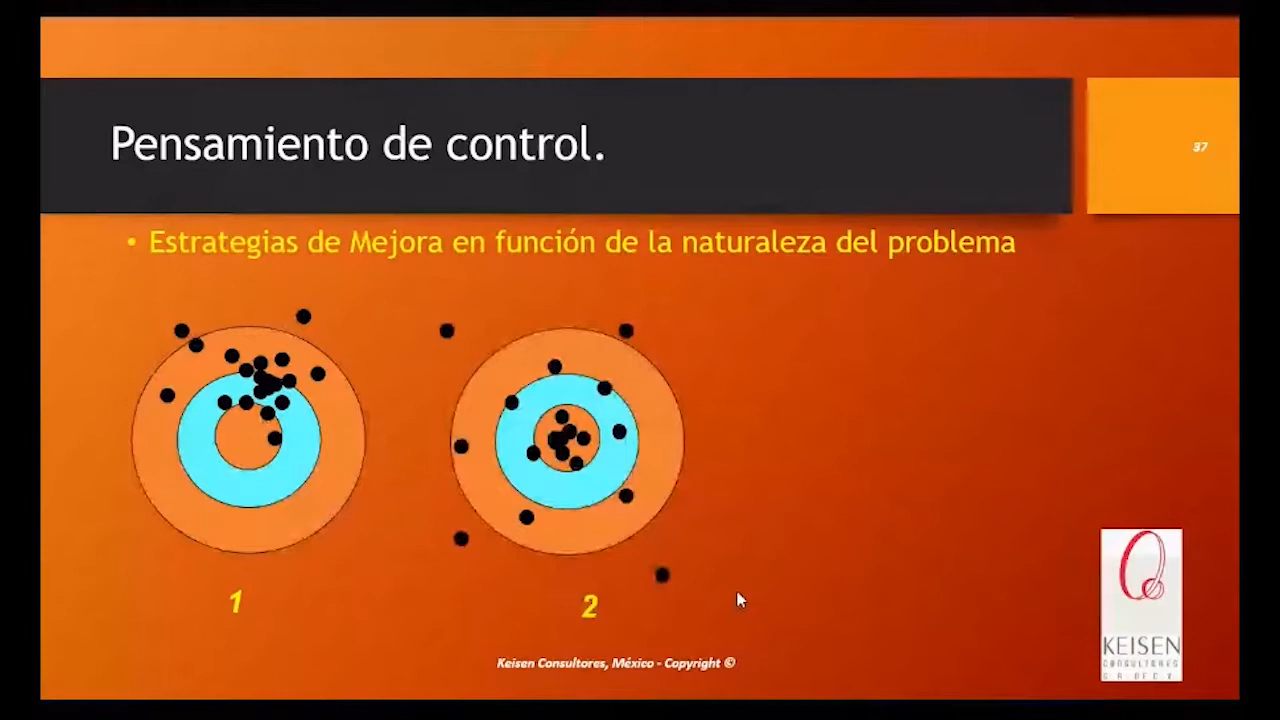 Pensamiento de control.
37
• Estrategias de Mejora en función de la naturaleza del problema
1
2
Keisen Consultores, México - Copyright ©
KEISEN
CONSULTORES